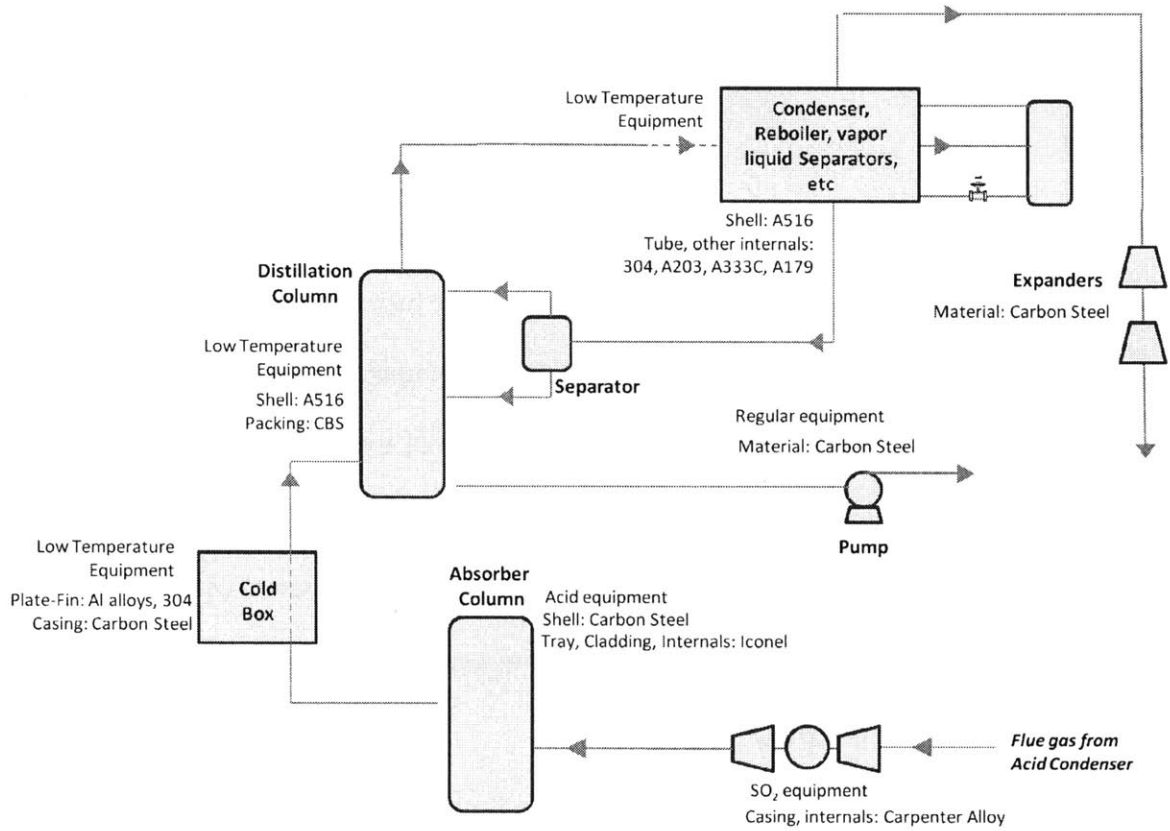 Low Temperature
Equipment
Condenser,
Reboiler, vapor
liquid Separators,
etc
Shell: A516
Tube, other internals:
304, A203, A333C, A179
Distillation
Column
Expanders
Material: Carbon Steel
Low Temperature
Equipment
Shell: A516
Packing: CBS
Separator
Regular equipment
Material: Carbon Steel
Pump
Low Temperature
Equipment
Plate-Fin: Al alloys, 304
Casing: Carbon Steel
Cold
Box
Absorber
Column
Acid equipment
Shell: Carbon Steel
Tray, Cladding, Internals: Iconel
Flue gas from
Acid Condenser
SO₂ equipment
Casing, internals: Carpenter Alloy